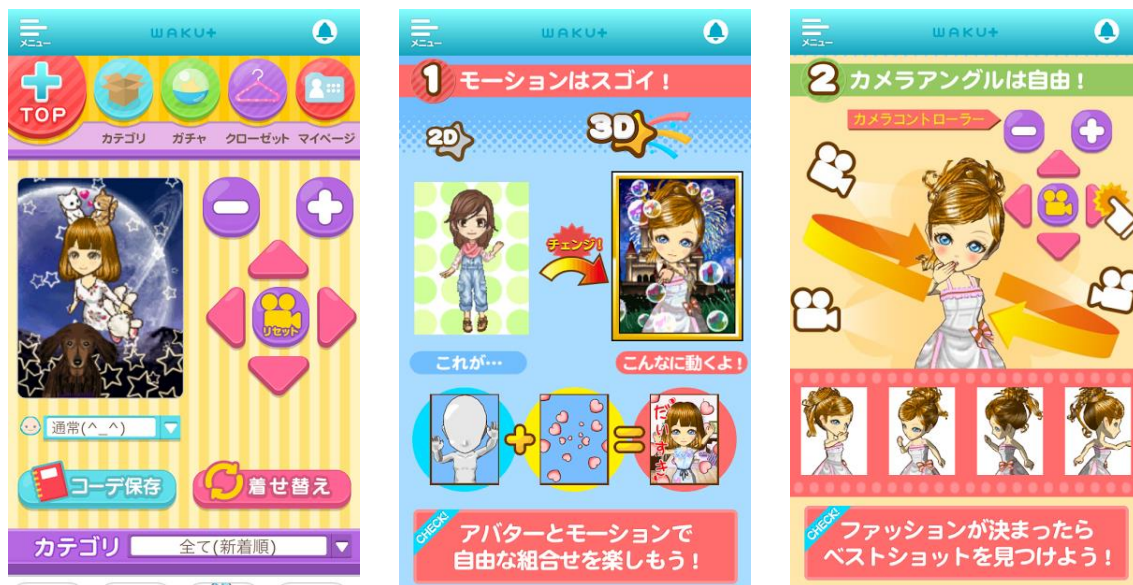 メニュー
WAKU+
TOP
カテゴリ
ガチャ
クローゼット
マイページ
リセット
通常(^_^)
コーデ保存
着せ替え
カテゴリ
全て(新着順)
メニュー
WAKU+
1 モーションはスゴイ!
2D
3D
チェンジ!
これが…
こんなに動くよ!
だいすき
CHECK!
アバターとモーションで
自由な組合せを楽しもう!
メニュー
WAKU+
2 カメラアングルは自由!
カメラコントローラー
CHECK!
ファッションが決まったら
ベストショットを見つけよう!